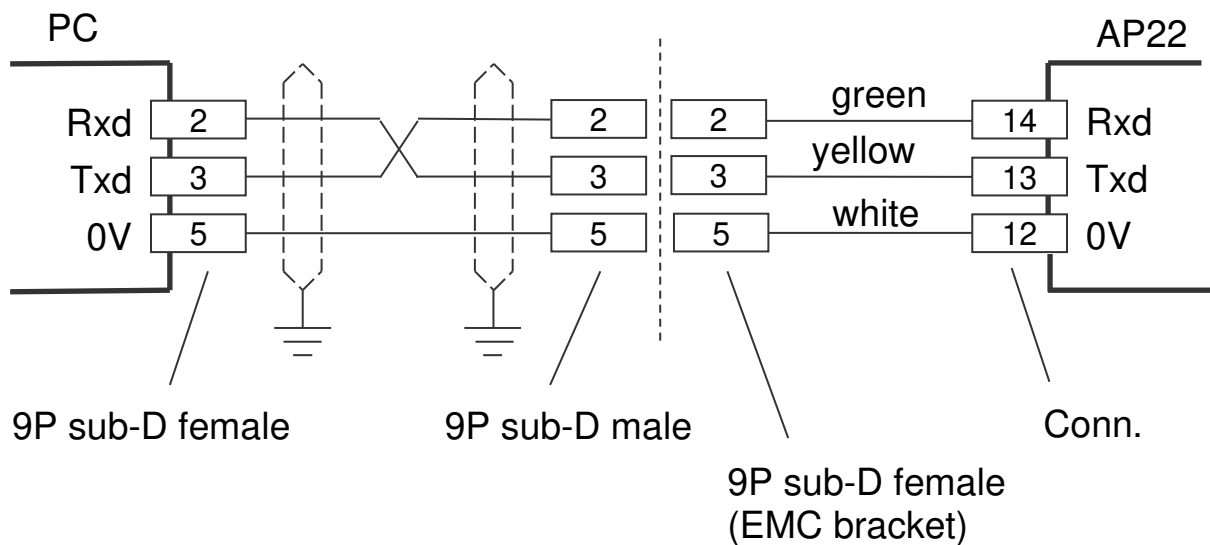 PC
AP22
Rxd 2 2 2 green 14 Rxd
Txd 3 3 3 yellow 13 Txd
0V 5 5 5 white 12 0V
9P sub-D female
9P sub-D male
Conn.
9P sub-D female
(EMC bracket)